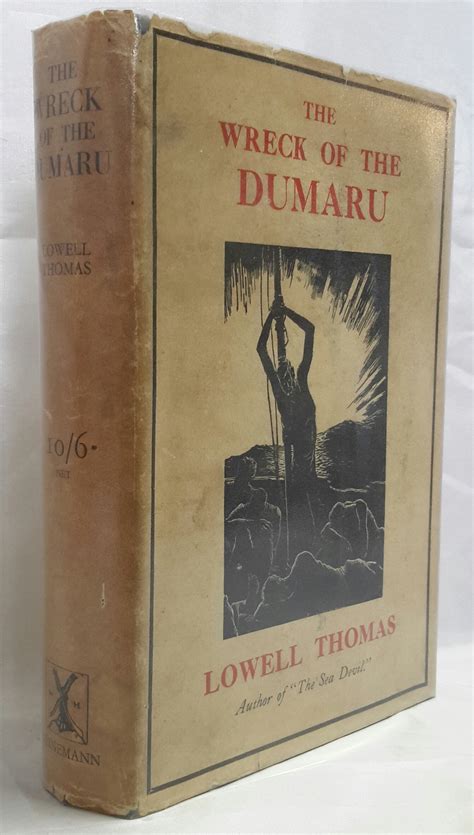 THE
WRECK
OF THE
DUMARU
LOWELL
THOMAS
10/6
NET
THE
WRECK OF THE
DUMARU
LOWELL THOMAS
Author of "The Sea Devil."